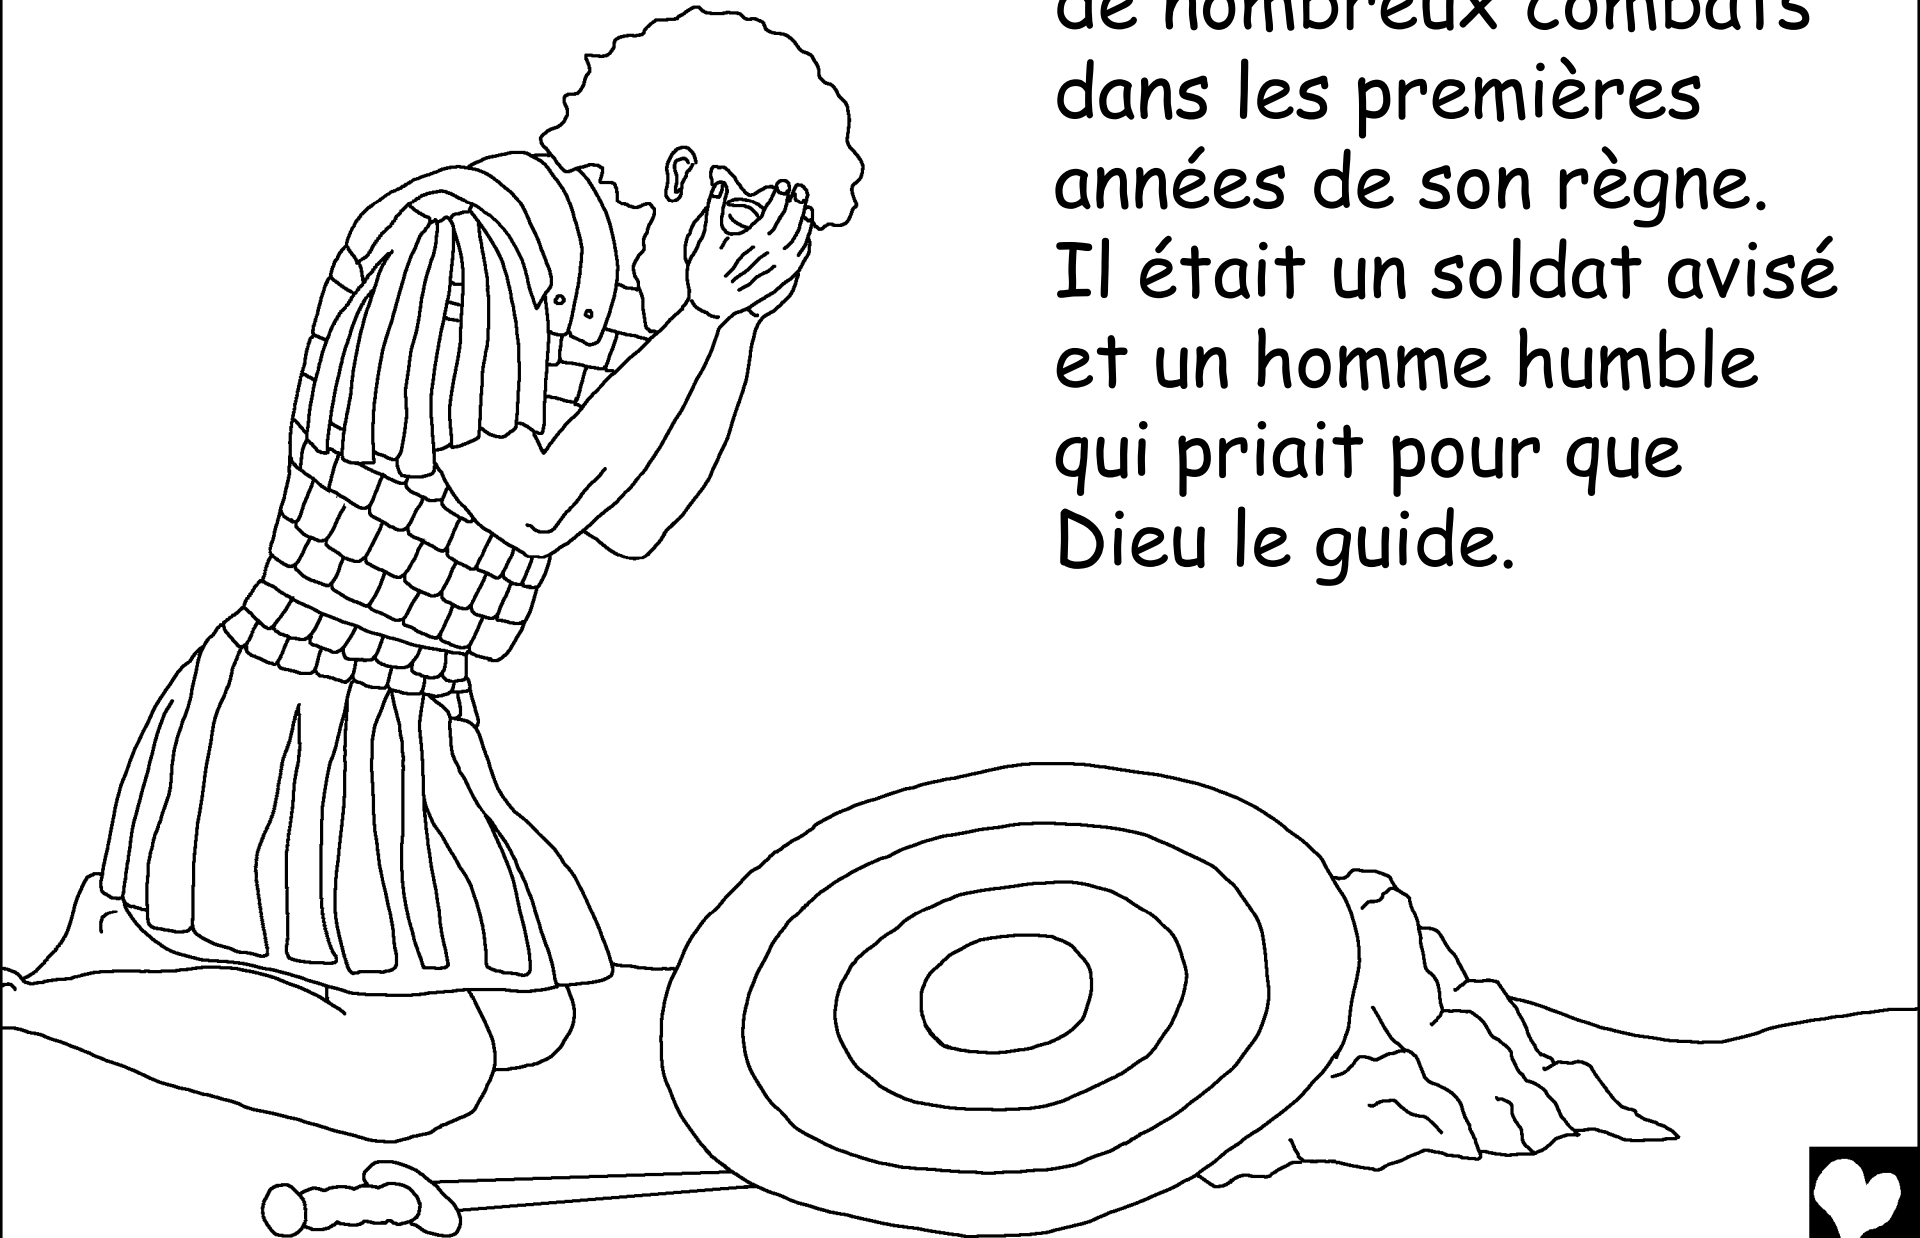 de nombreux combats
dans les premières
années de son règne.
Il était un soldat avisé
et un homme humble
qui priait pour que
Dieu le guide.